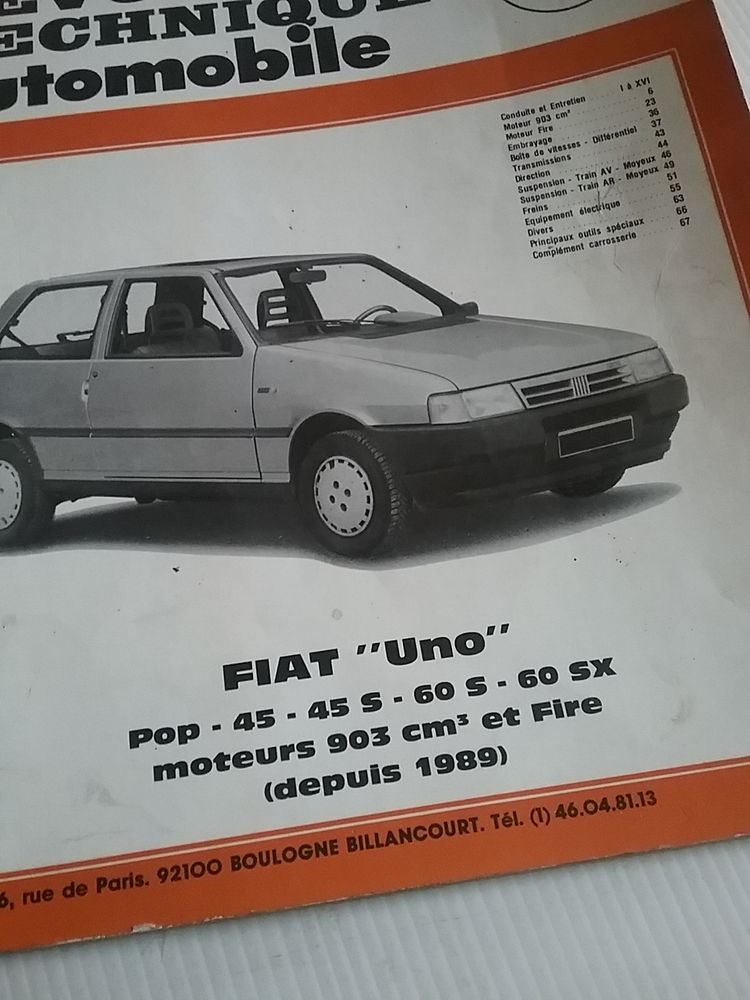 ECHNIQUE
utomobile
Conduite et Entretien I à XVI
Moteur 903 cm³ 6
Moteur Fire 23
Embrayage 36
Boîte de vitesses - Différentiel 37
Transmissions 43
Direction 44
Suspension - Train AV - Moyeux 46
Suspension - Train AR - Moyeux 49
Freins 51
Equipement électrique 55
Divers 63
Principaux outils spéciaux 66
Complément carrosserie 67
FIAT "Uno"
Pop - 45 - 45 S - 60 S - 60 SX
moteurs 903 cm³ et Fire
(depuis 1989)
6, rue de Paris. 92100 BOULOGNE BILLANCOURT. Tél. (1) 46.04.81.13